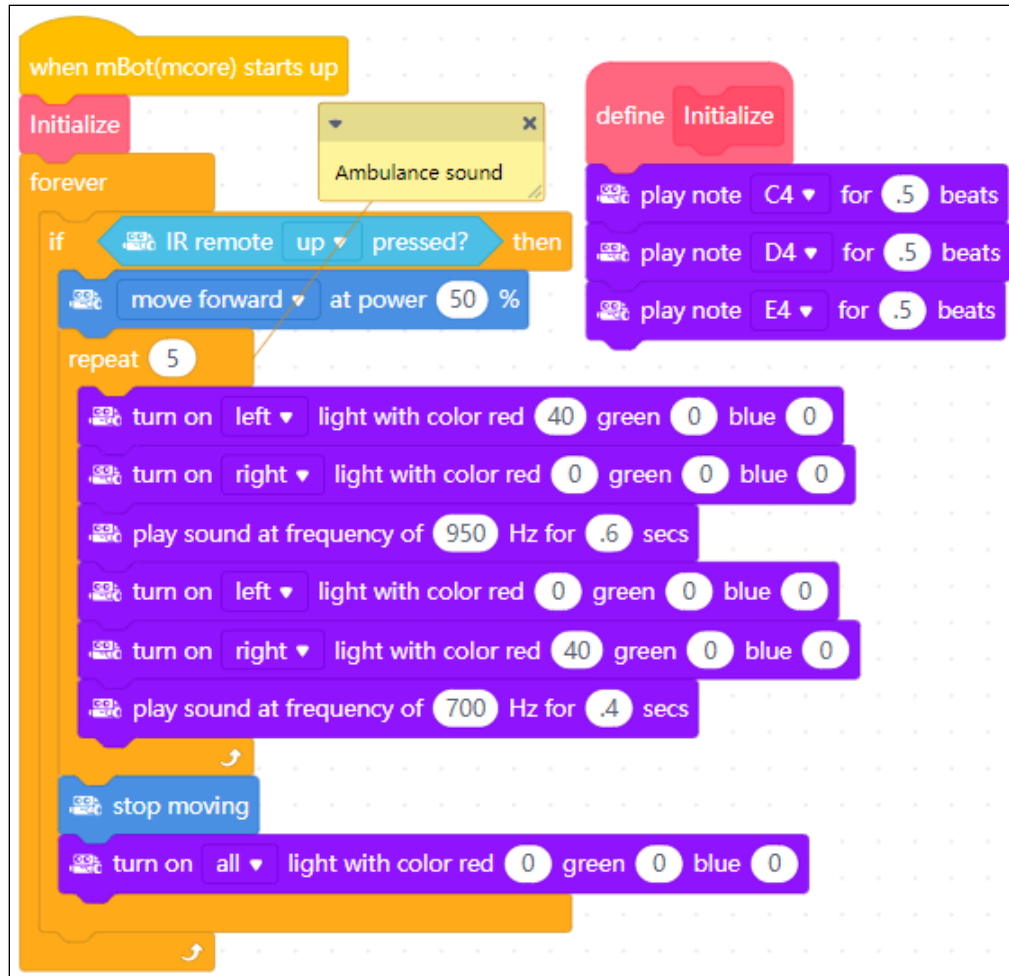 when mBot(mcore) starts up
Initialize
forever
Ambulance sound
if IR remote up pressed? then
move forward at power 50 %
repeat 5
turn on left light with color red 40 green 0 blue 0
turn on right light with color red 0 green 0 blue 0
play sound at frequency of 950 Hz for .6 secs
turn on left light with color red 0 green 0 blue 0
turn on right light with color red 40 green 0 blue 0
play sound at frequency of 700 Hz for .4 secs
stop moving
turn on all light with color red 0 green 0 blue 0
define Initialize
play note C4 for .5 beats
play note D4 for .5 beats
play note E4 for .5 beats